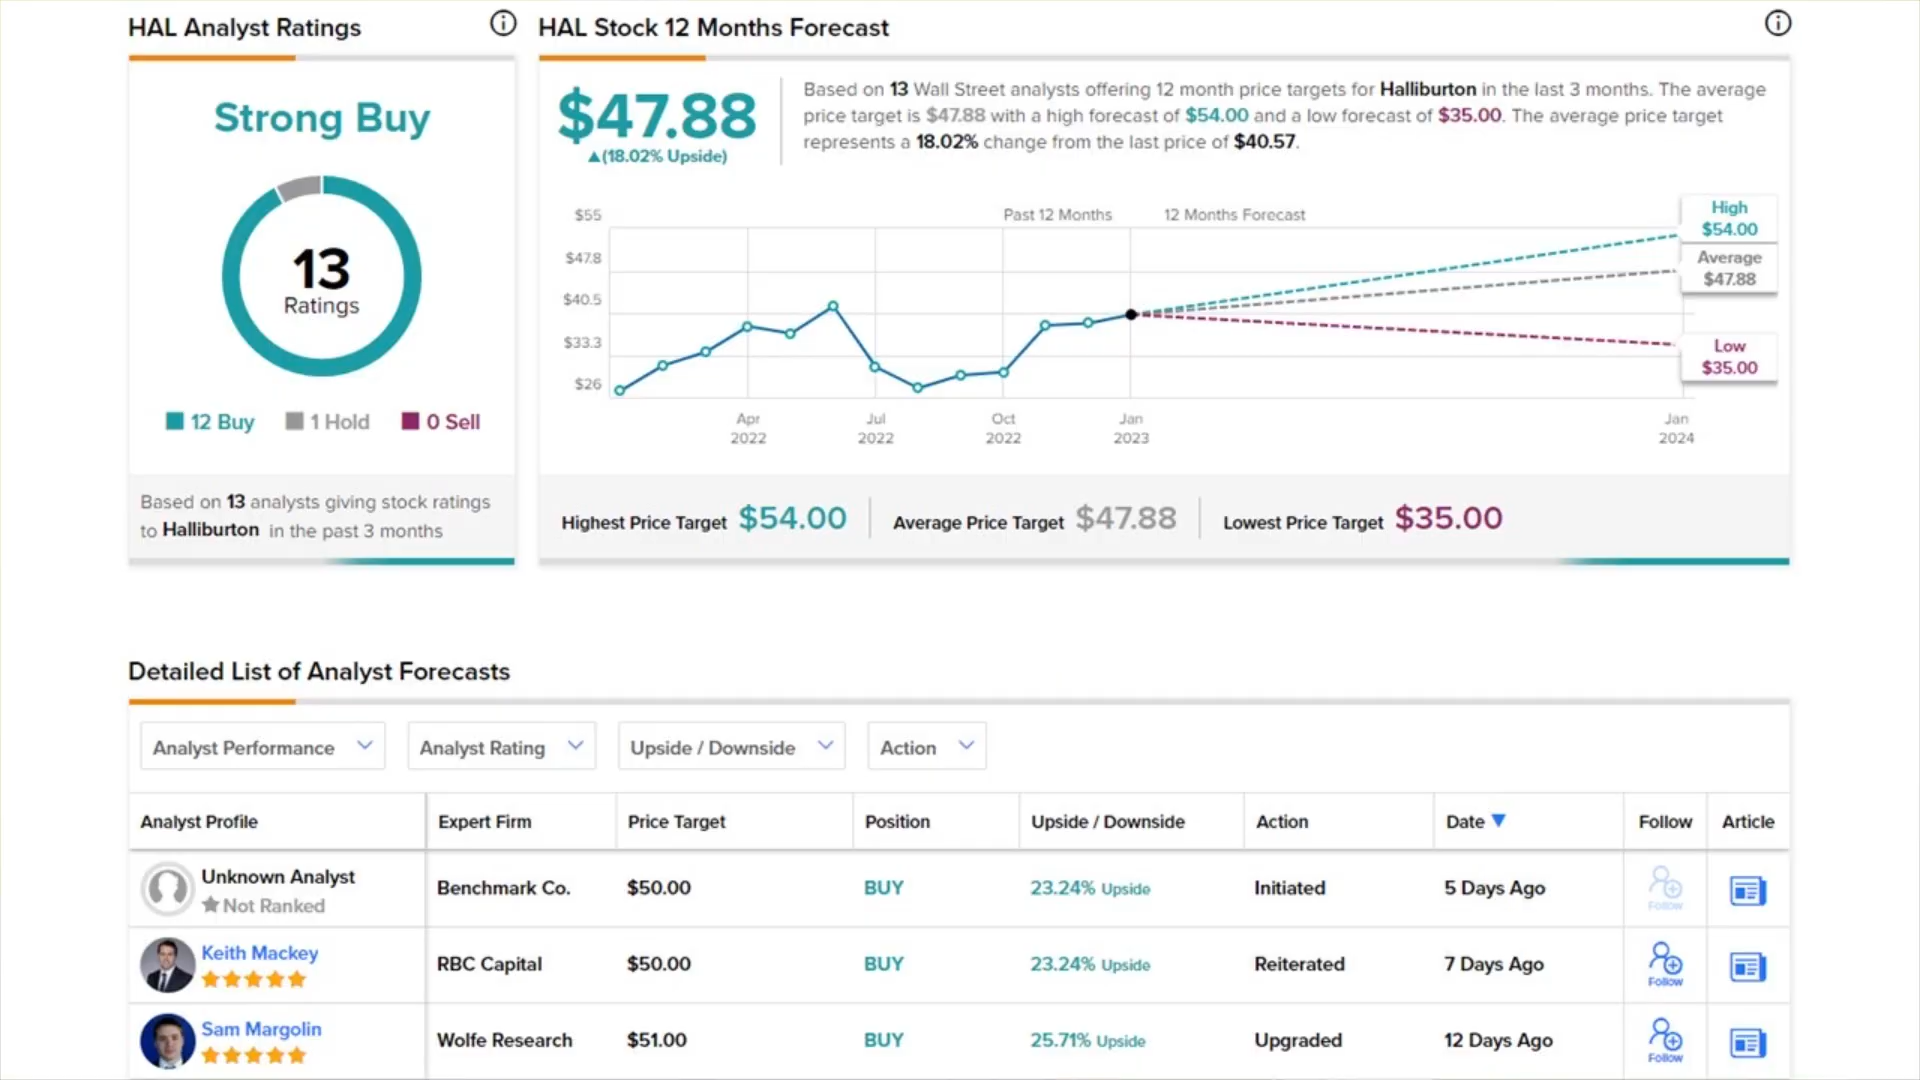 HAL Analyst Ratings
Strong Buy
13
Ratings
12 Buy 1 Hold 0 Sell
Based on 13 analysts giving stock ratings
to Halliburton in the past 3 months
HAL Stock 12 Months Forecast
$47.88
▲(18.02% Upside)
Based on 13 Wall Street analysts offering 12 month price targets for Halliburton in the last 3 months. The average
price target is $47.88 with a high forecast of $54.00 and a low forecast of $35.00. The average price target
represents a 18.02% change from the last price of $40.57.
Past 12 Months 12 Months Forecast
$55
$47.8
$40.5
$33.3
$26
High
$54.00
Average
$47.88
Low
$35.00
Apr Jul Oct Jan Jan
2022 2022 2022 2023 2024
Highest Price Target $54.00 Average Price Target $47.88 Lowest Price Target $35.00
Detailed List of Analyst Forecasts
Analyst Performance Analyst Rating Upside / Downside Action
Analyst Profile Expert Firm Price Target Position Upside / Downside Action Date ▼ Follow Article
Unknown Analyst
Not Ranked
Benchmark Co. $50.00 BUY 23.24% Upside Initiated 5 Days Ago Follow
Keith Mackey
RBC Capital $50.00 BUY 23.24% Upside Reiterated 7 Days Ago Follow
Sam Margolin
Wolfe Research $51.00 BUY 25.71% Upside Upgraded 12 Days Ago Follow